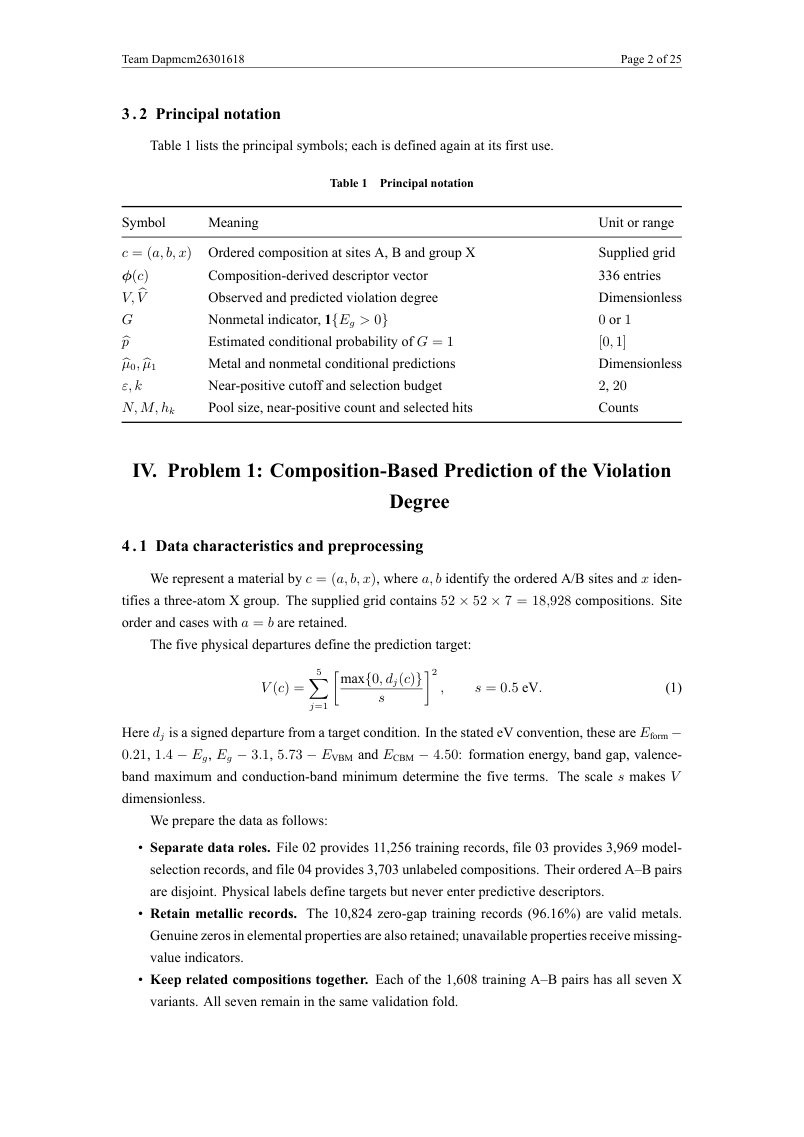 Team Dapmcm26301618 Page 2 of 25
3.2 Principal notation
Table 1 lists the principal symbols; each is defined again at its first use.
Table 1 Principal notation
Symbol Meaning Unit or range
c = (a, b, x) Ordered composition at sites A, B and group X Supplied grid
ϕ(c) Composition-derived descriptor vector 336 entries
V, V̂ Observed and predicted violation degree Dimensionless
G Nonmetal indicator, 1{E_g > 0} 0 or 1
p̂ Estimated conditional probability of G = 1 [0, 1]
μ̂₀, μ̂₁ Metal and nonmetal conditional predictions Dimensionless
ε, k Near-positive cutoff and selection budget 2, 20
N, M, h_k Pool size, near-positive count and selected hits Counts
IV. Problem 1: Composition-Based Prediction of the Violation
Degree
4.1 Data characteristics and preprocessing
We represent a material by c = (a, b, x), where a, b identify the ordered A/B sites and x iden-
tifies a three-atom X group. The supplied grid contains 52 × 52 × 7 = 18,928 compositions. Site
order and cases with a = b are retained.
The five physical departures define the prediction target:
V(c) = ∑_{j=1}^{5} [max{0, d_j(c)} / s]², s = 0.5 eV. (1)
Here d_j is a signed departure from a target condition. In the stated eV convention, these are E_form −
0.21, 1.4 − E_g, E_g − 3.1, 5.73 − E_VBM and E_CBM − 4.50: formation energy, band gap, valence-
band maximum and conduction-band minimum determine the five terms. The scale s makes V
dimensionless.
We prepare the data as follows:
• Separate data roles. File 02 provides 11,256 training records, file 03 provides 3,969 model-
selection records, and file 04 provides 3,703 unlabeled compositions. Their ordered A–B pairs
are disjoint. Physical labels define targets but never enter predictive descriptors.
• Retain metallic records. The 10,824 zero-gap training records (96.16%) are valid metals.
Genuine zeros in elemental properties are also retained; unavailable properties receive missing-
value indicators.
• Keep related compositions together. Each of the 1,608 training A–B pairs has all seven X
variants. All seven remain in the same validation fold.